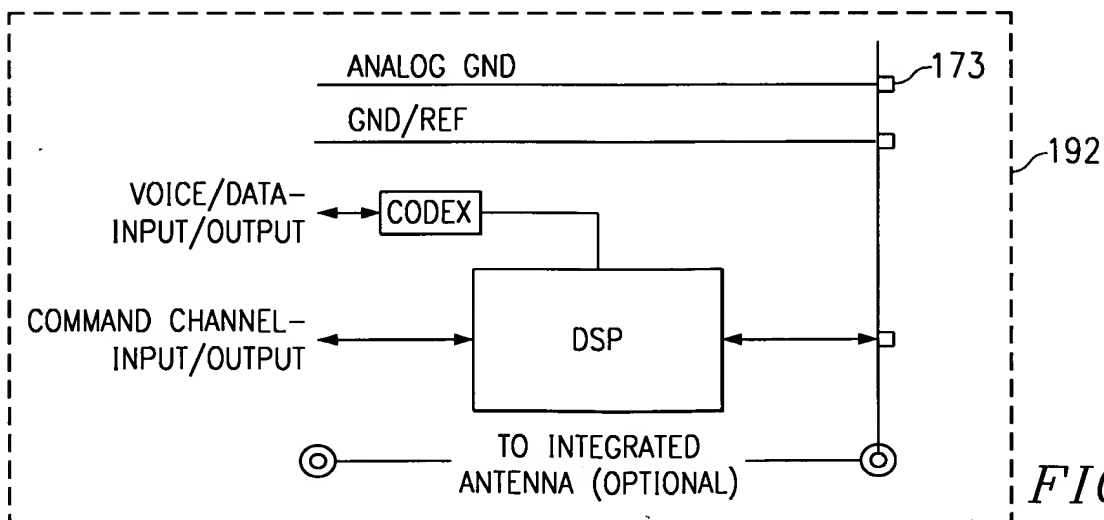 ANALOG GND
173
GND/REF
192
VOICE/DATA-
INPUT/OUTPUT
CODEX
COMMAND CHANNEL-
INPUT/OUTPUT
DSP
TO INTEGRATED
ANTENNA (OPTIONAL)
FIG